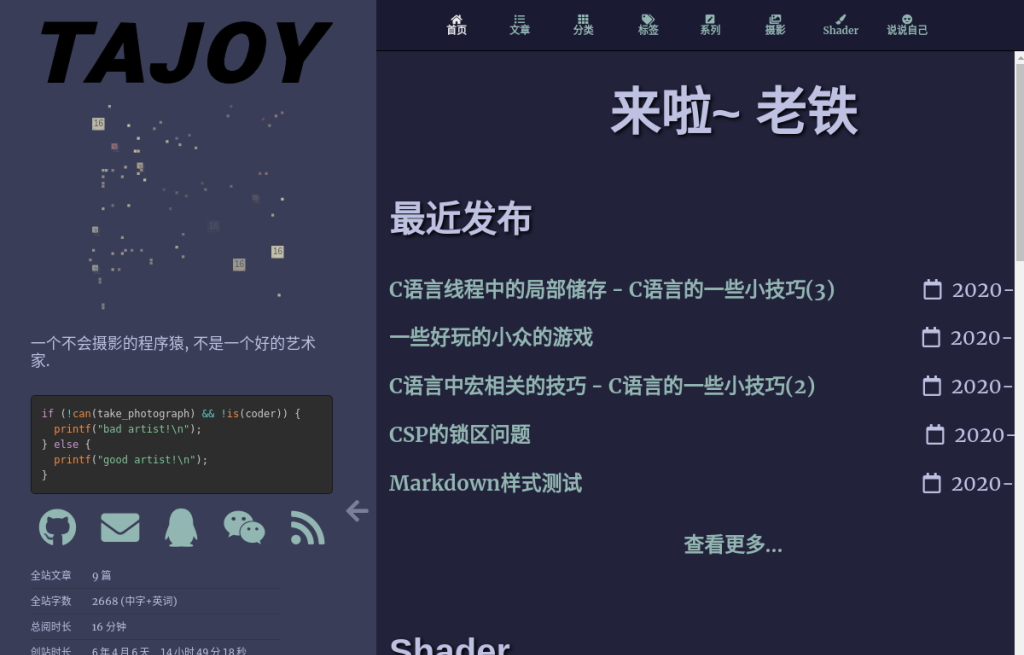 TAJOY
16
16
16
一个不会摄影的程序猿, 不是一个好的艺术
家.
if (!can(take_photograph) && !is(coder)) {
printf("bad artist!\n");
} else {
printf("good artist!\n");
}
全站文章 9 篇
全站字数 2668 (中字+英词)
总阅时长 16 分钟
创站时长 6 年 4 月 6 天, 14 小时 49 分 18 秒
首页 文章 分类 标签 系列 摄影 Shader 说说自己
来啦~ 老铁
最近发布
C语言线程中的局部储存 - C语言的一些小技巧(3) 2020-
一些好玩的小众的游戏 2020-
C语言中宏相关的技巧 - C语言的一些小技巧(2) 2020-
CSP的锁区问题 2020-
Markdown样式测试 2020-
查看更多...
Shader